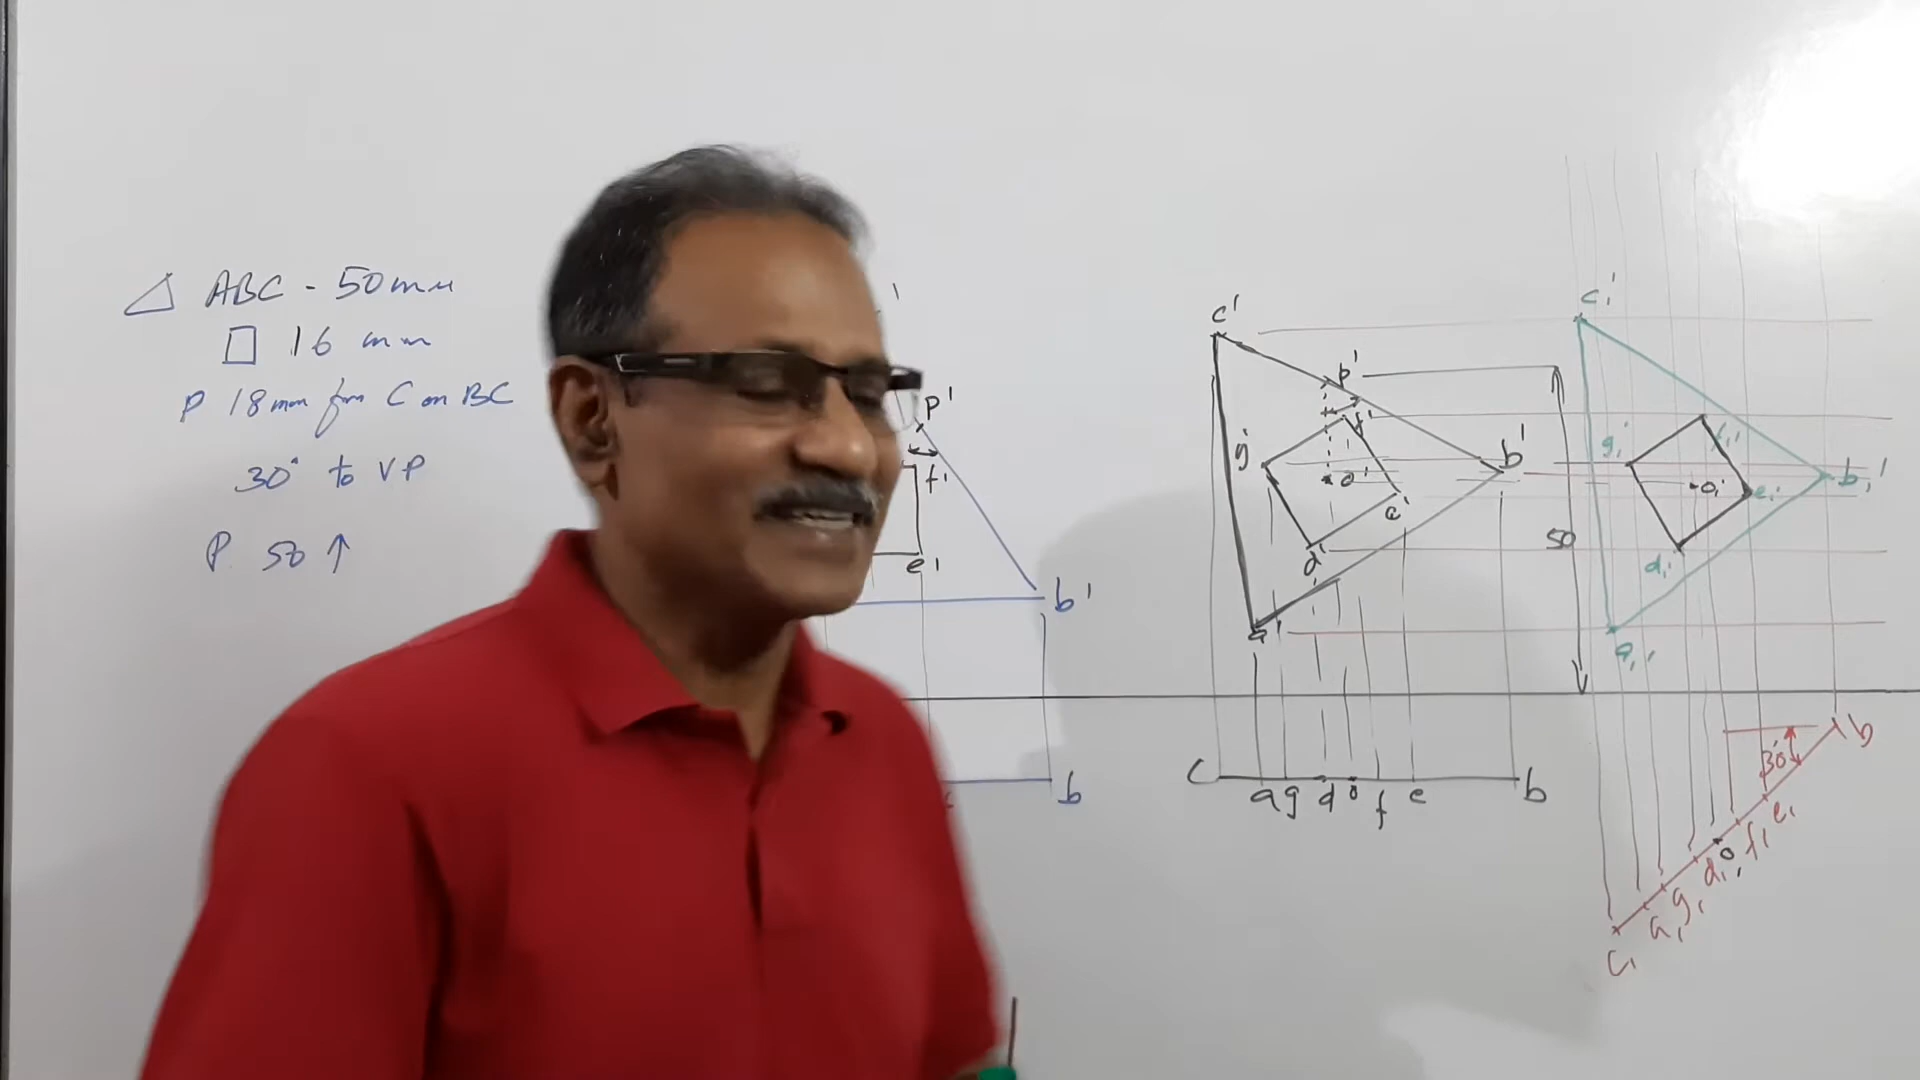 △ ABC - 50mm
□ 16 mm
P 18mm from C on BC
30° to VP
P 50 ↑
'
p'
f'
e'
b'
b
c'
p'
f'
g'
o'
b'
e'
d'
a'
50
c a g d o f e b
c₁'
g₁'
f₁'
o₁'
e₁'
b₁'
d₁'
a₁'
30°
b
e₁
f₁
o
d₁
g₁
a₁
c₁